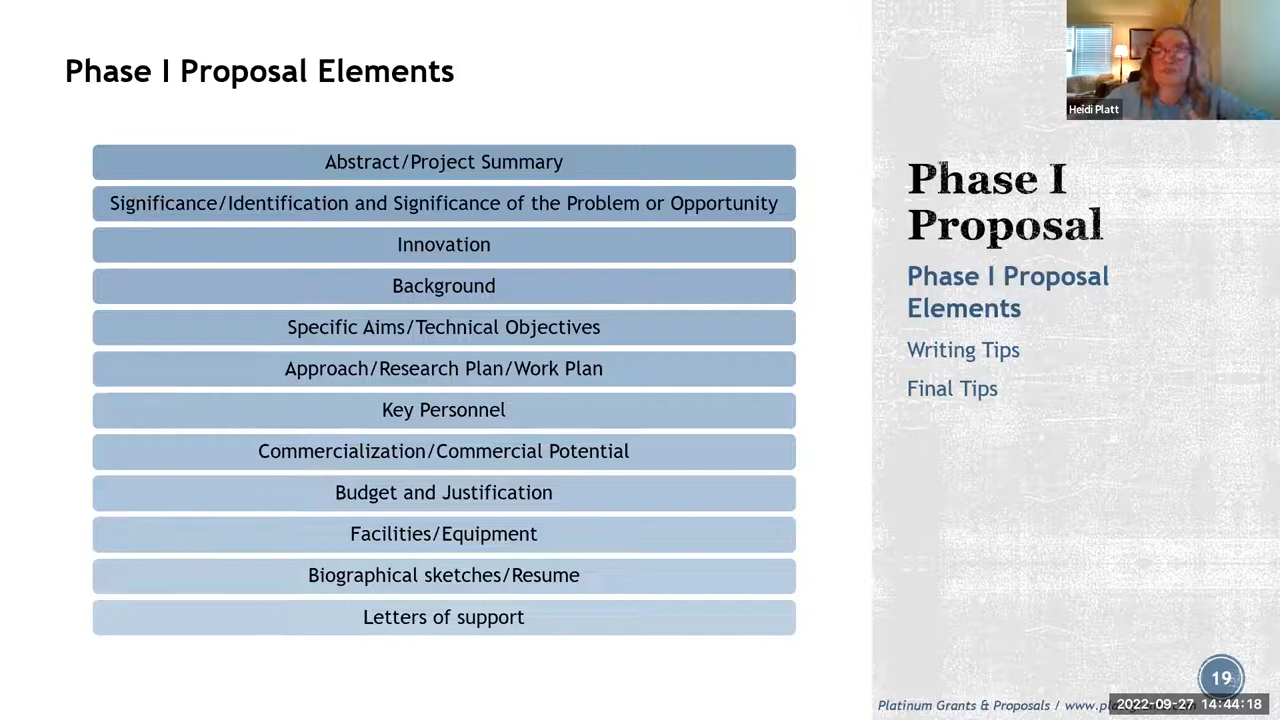 Phase I Proposal Elements
Abstract/Project Summary
Significance/Identification and Significance of the Problem or Opportunity
Innovation
Background
Specific Aims/Technical Objectives
Approach/Research Plan/Work Plan
Key Personnel
Commercialization/Commercial Potential
Budget and Justification
Facilities/Equipment
Biographical sketches/Resume
Letters of support
Heidi Platt
Phase I
Proposal
Phase I Proposal
Elements
Writing Tips
Final Tips
19
Platinum Grants & Proposals /
2022-09-27 14:44:18